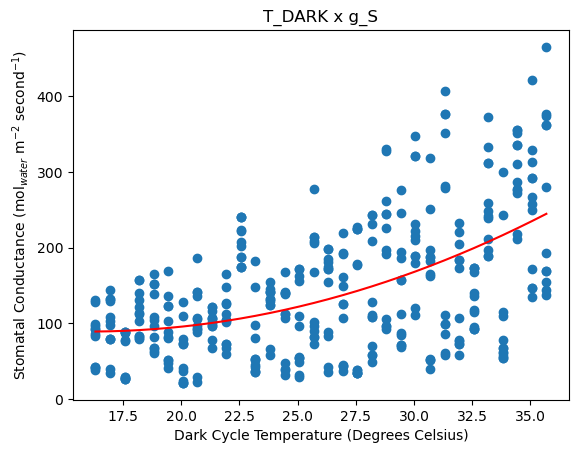 T_DARK x g_S
Stomatal Conductance (mol_water m⁻² second⁻¹)
400
300
200
100
0
17.5 20.0 22.5 25.0 27.5 30.0 32.5 35.0
Dark Cycle Temperature (Degrees Celsius)